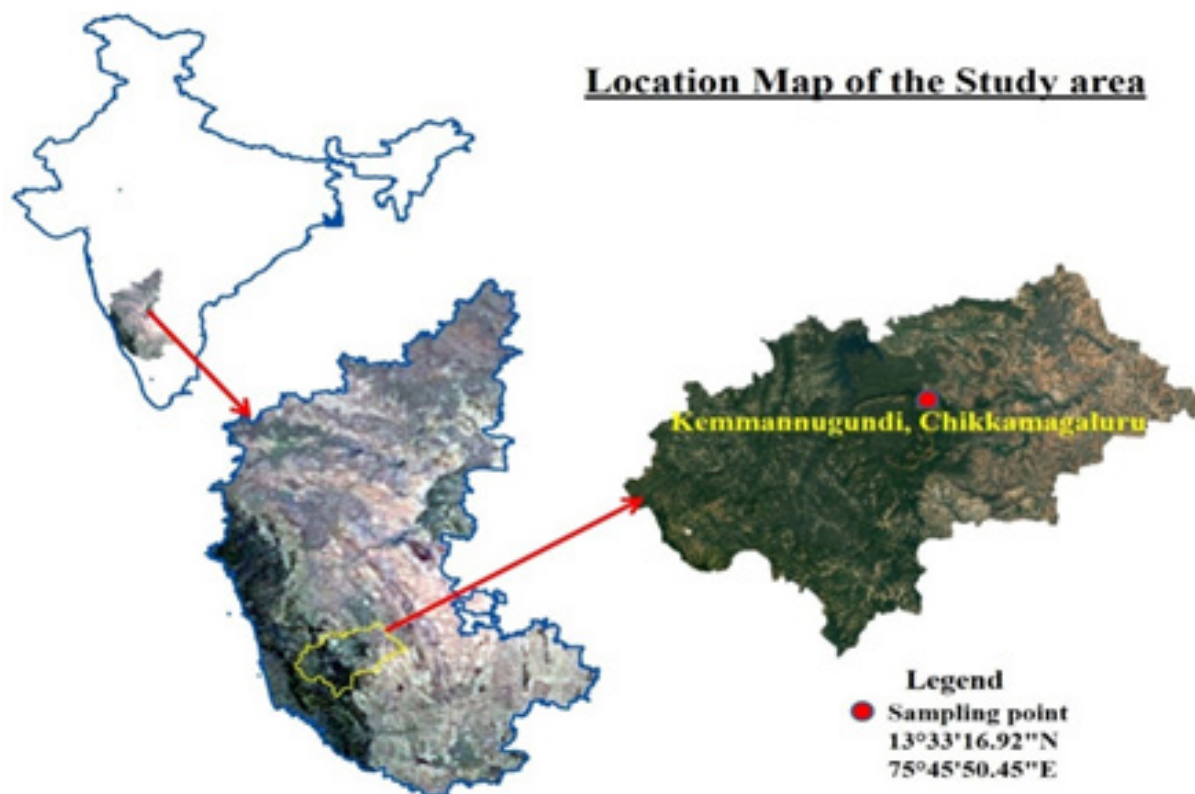 Location Map of the Study area
Kemmannugundi, Chikkamagaluru
Legend
Sampling point
13°33'16.92"N
75°45'50.45"E